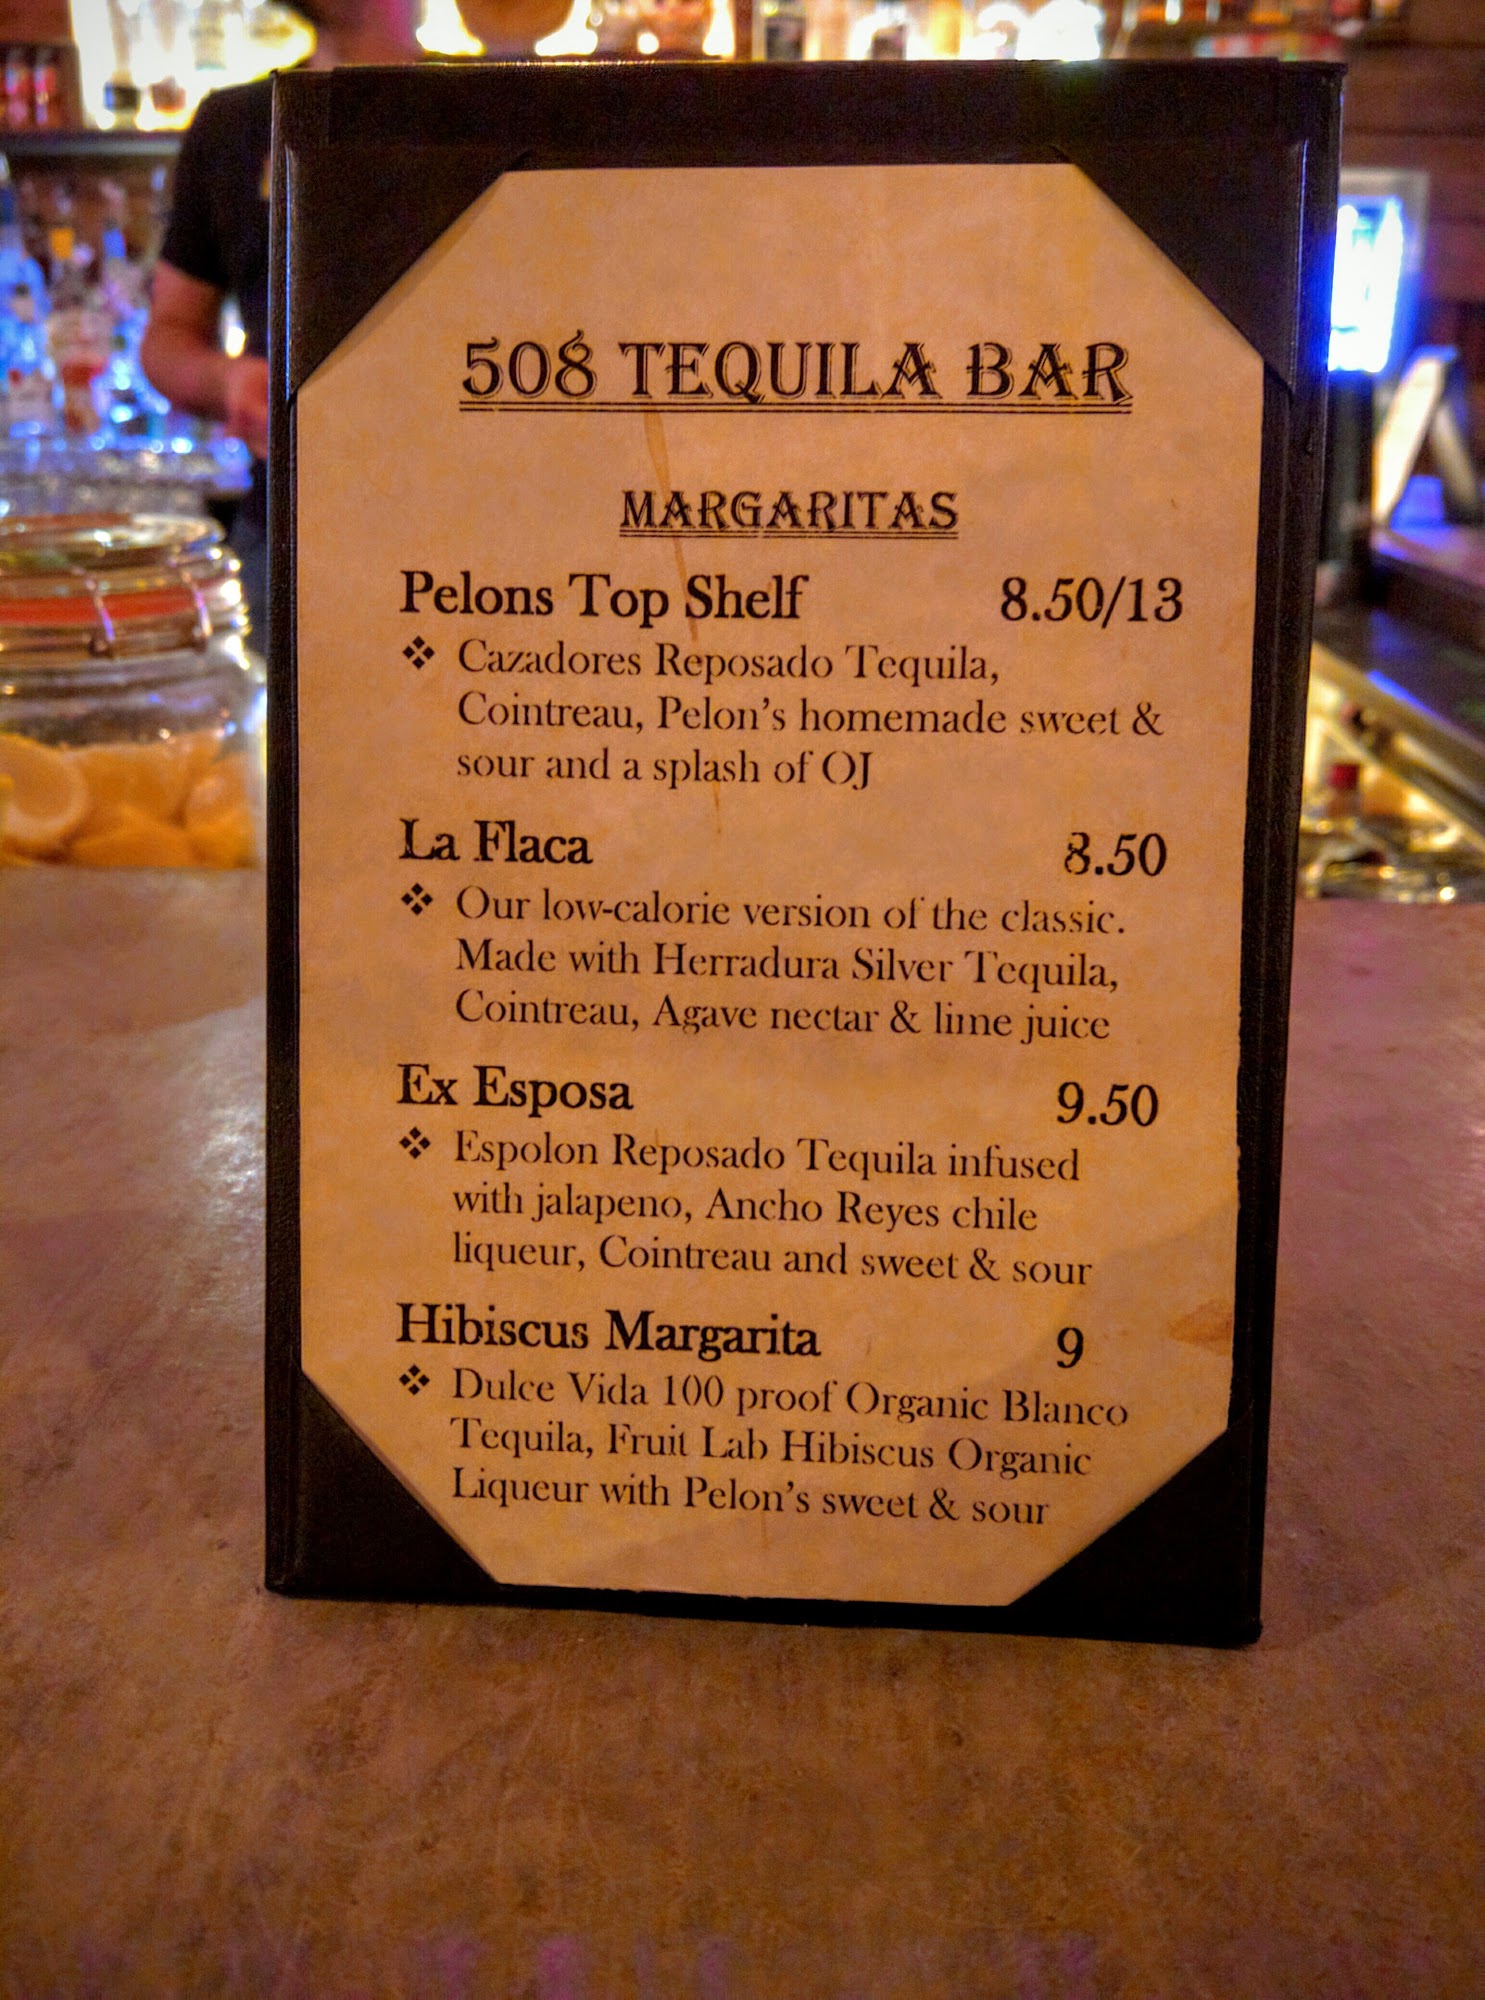 508 TEQUILA BAR
MARGARITAS
Pelons Top Shelf 8.50/13
❖ Cazadores Reposado Tequila,
Cointreau, Pelon's homemade sweet &
sour and a splash of OJ
La Flaca 8.50
❖ Our low-calorie version of the classic.
Made with Herradura Silver Tequila,
Cointreau, Agave nectar & lime juice
Ex Esposa 9.50
❖ Espolon Reposado Tequila infused
with jalapeno, Ancho Reyes chile
liqueur, Cointreau and sweet & sour
Hibiscus Margarita 9
❖ Dulce Vida 100 proof Organic Blanco
Tequila, Fruit Lab Hibiscus Organic
Liqueur with Pelon's sweet & sour